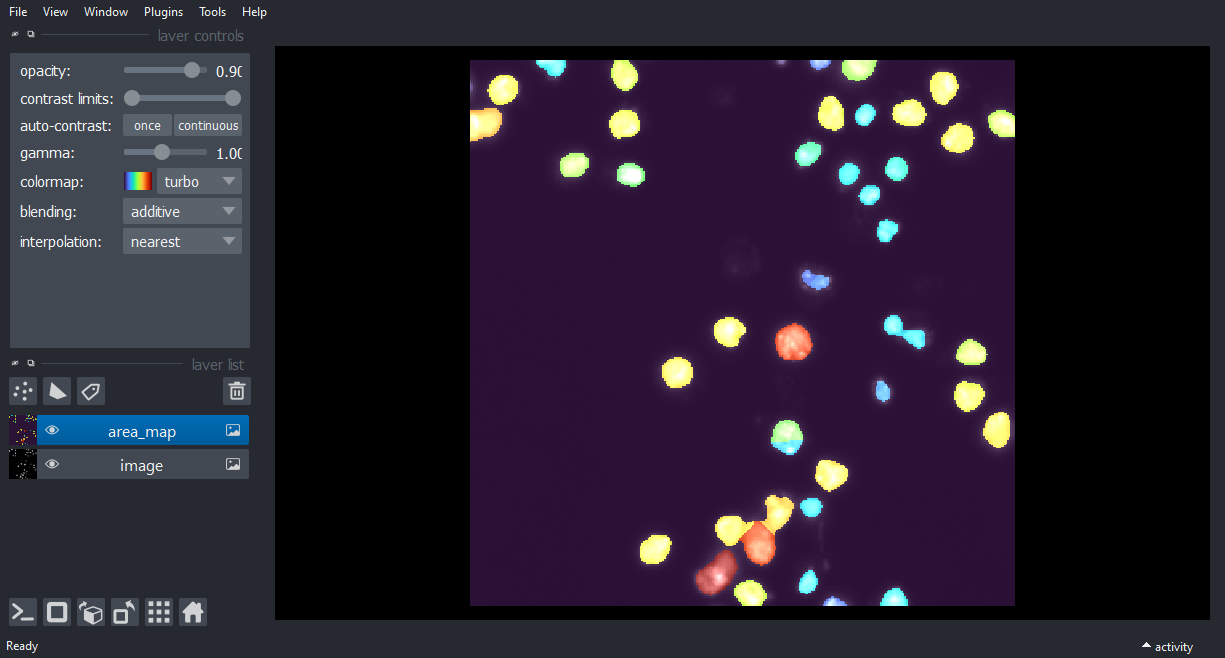 File View Window Plugins Tools Help
layer controls
opacity: 0.90
contrast limits:
auto-contrast: once continuous
gamma: 1.00
colormap: turbo
blending: additive
interpolation: nearest
layer list
area_map
image
Ready
activity